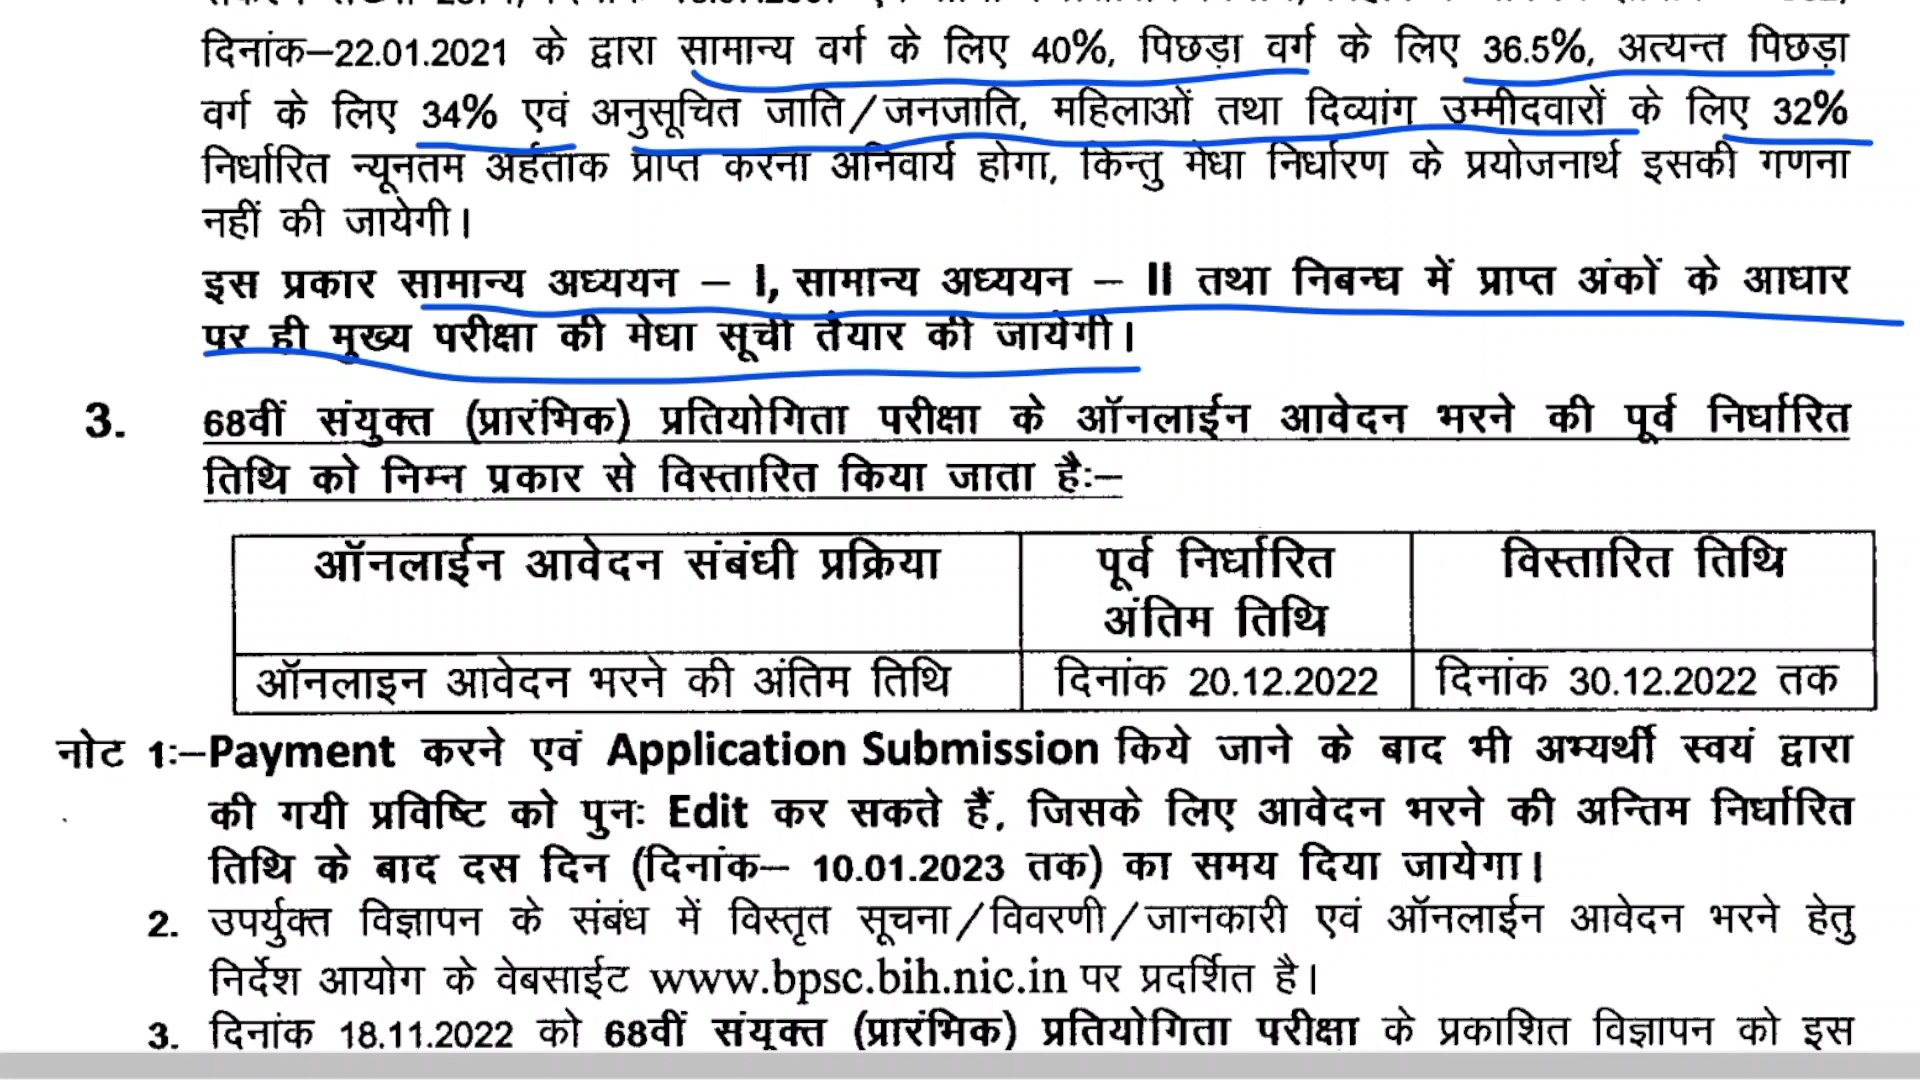 दिनांक–22.01.2021 के द्वारा सामान्य वर्ग के लिए 40%, पिछड़ा वर्ग के लिए 36.5%, अत्यन्त पिछड़ा
वर्ग के लिए 34% एवं अनुसूचित जाति/जनजाति, महिलाओं तथा दिव्यांग उम्मीदवारों के लिए 32%
निर्धारित न्यूनतम अर्हतांक प्राप्त करना अनिवार्य होगा, किन्तु मेधा निर्धारण के प्रयोजनार्थ इसकी गणना
नहीं की जायेगी।
इस प्रकार सामान्य अध्ययन – I, सामान्य अध्ययन – II तथा निबन्ध में प्राप्त अंकों के आधार
पर ही मुख्य परीक्षा की मेधा सूची तैयार की जायेगी।
3. 68वीं संयुक्त (प्रारंभिक) प्रतियोगिता परीक्षा के ऑनलाईन आवेदन भरने की पूर्व निर्धारित
तिथि को निम्न प्रकार से विस्तारित किया जाता हैः–
ऑनलाईन आवेदन संबंधी प्रक्रिया पूर्व निर्धारित विस्तारित तिथि
अंतिम तिथि
ऑनलाइन आवेदन भरने की अंतिम तिथि दिनांक 20.12.2022 दिनांक 30.12.2022 तक
नोट 1ः–Payment करने एवं Application Submission किये जाने के बाद भी अभ्यर्थी स्वयं द्वारा
की गयी प्रविष्टि को पुनः Edit कर सकते हैं, जिसके लिए आवेदन भरने की अन्तिम निर्धारित
तिथि के बाद दस दिन (दिनांक– 10.01.2023 तक) का समय दिया जायेगा।
2. उपर्युक्त विज्ञापन के संबंध में विस्तृत सूचना/विवरणी/जानकारी एवं ऑनलाईन आवेदन भरने हेतु
निर्देश आयोग के वेबसाईट www.bpsc.bih.nic.in पर प्रदर्शित है।
3. दिनांक 18.11.2022 को 68वीं संयुक्त (प्रारंभिक) प्रतियोगिता परीक्षा के प्रकाशित विज्ञापन को इस